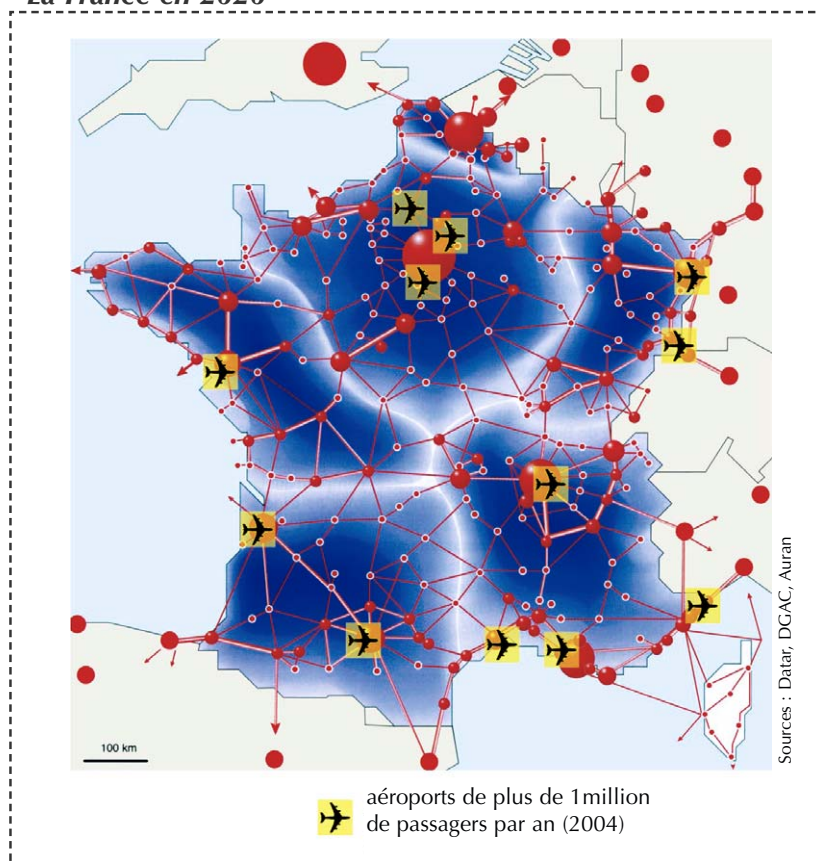 La France en 2020
Sources : Datar, DGAC, Auran
100 km
aéroports de plus de 1million
de passagers par an (2004)